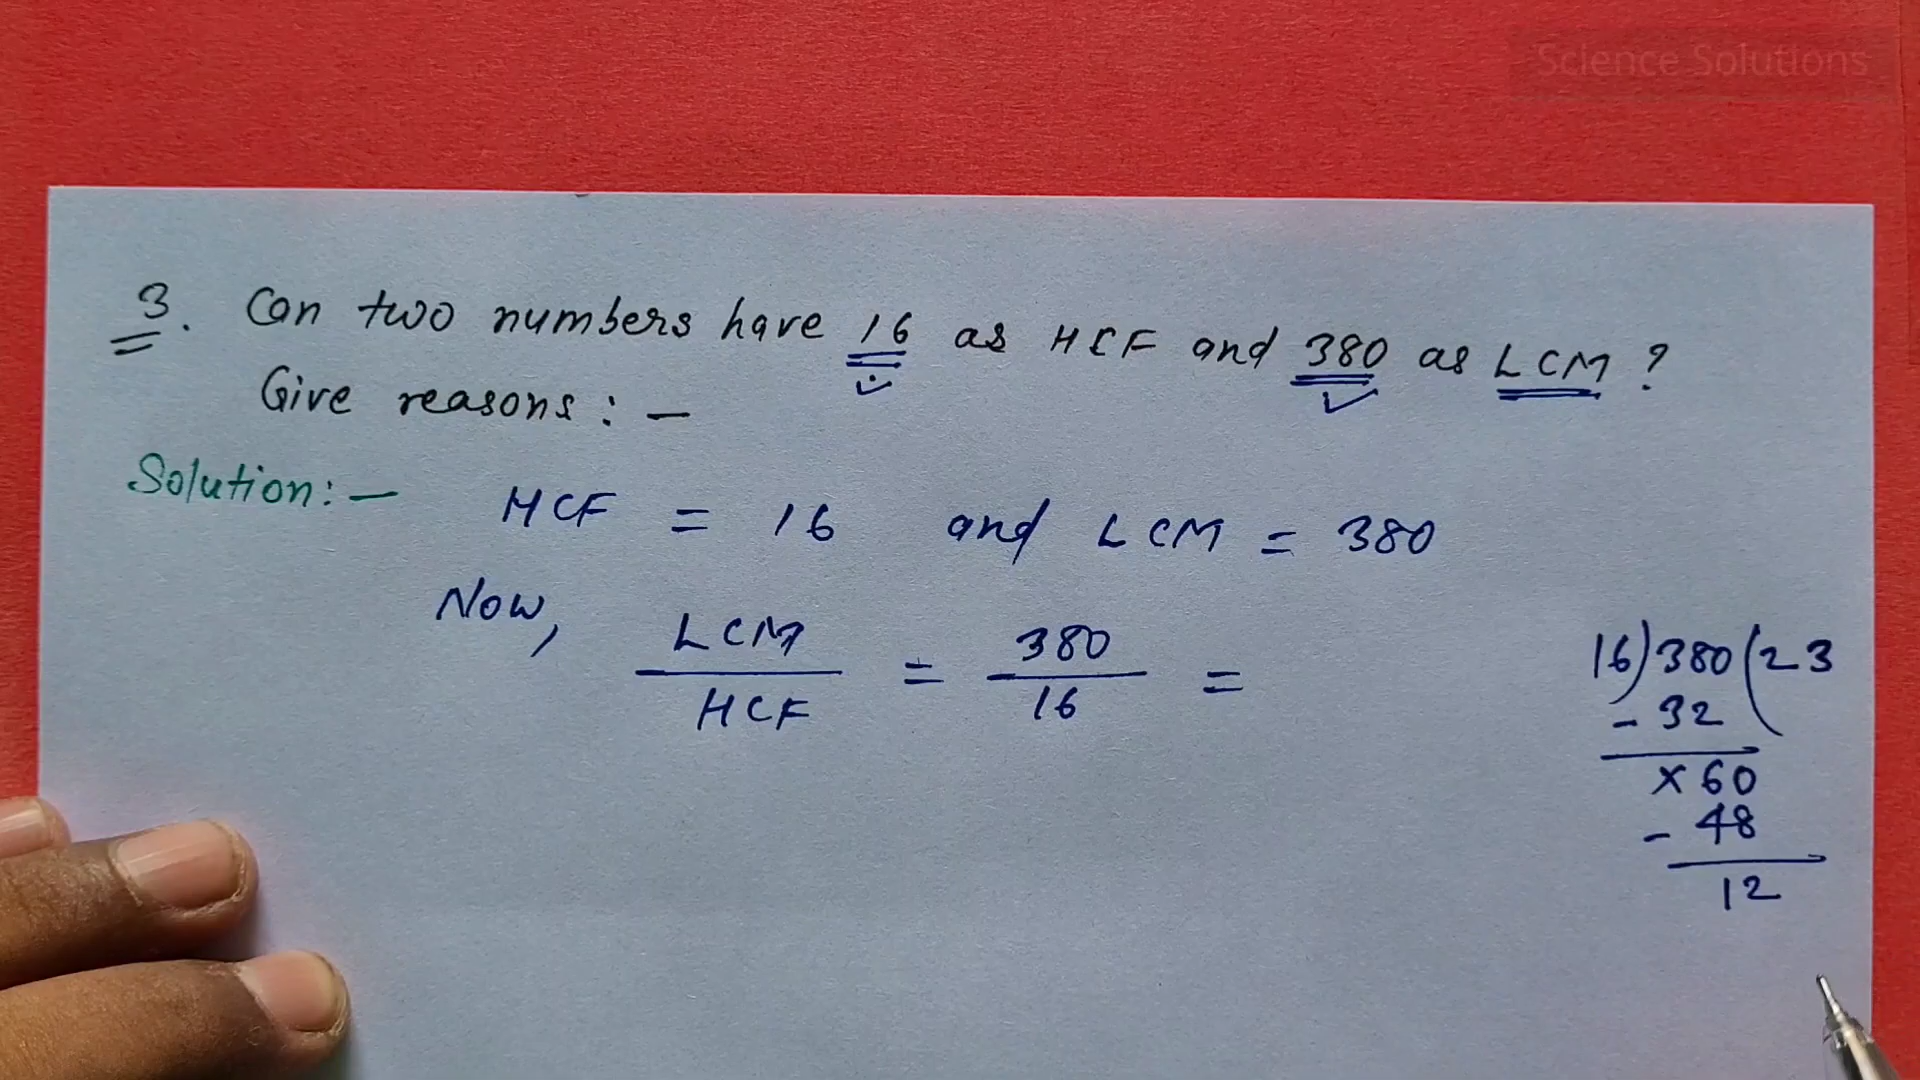 Science Solutions
3. Can two numbers have 16 as HCF and 380 as LCM ?
Give reasons : —
Solution : — HCF = 16 and LCM = 380
Now, LCM / HCF = 380 / 16 =
16)380(23
- 32
x60
- 48
12